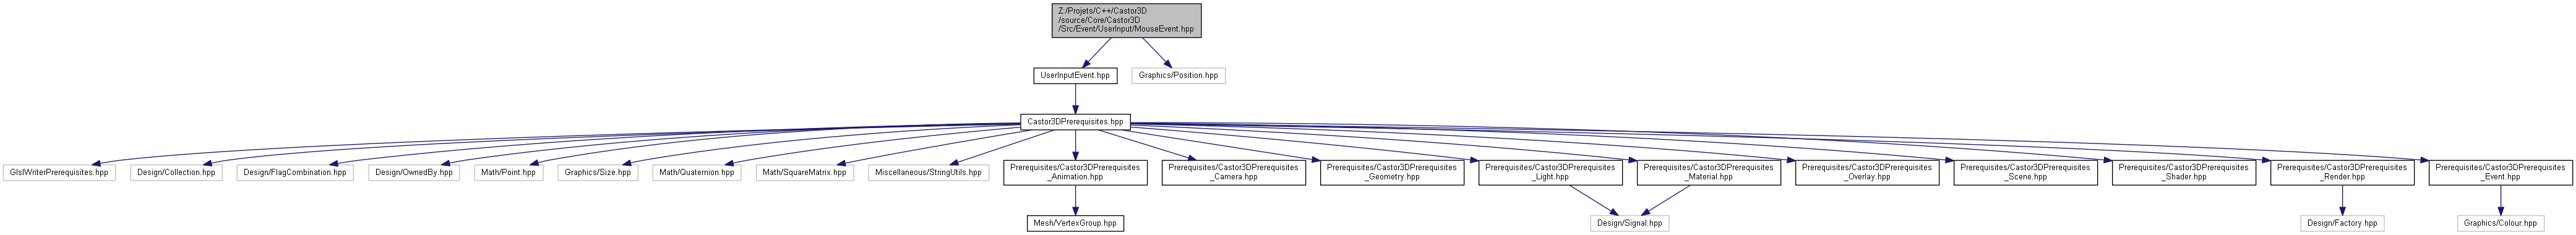 Z:/Projets/C++/Castor3D
/source/Core/Castor3D
/Src/Event/UserInput/MouseEvent.hpp
UserInputEvent.hpp
Graphics/Position.hpp
Castor3DPrerequisites.hpp
GlslWriterPrerequisites.hpp
Design/Collection.hpp
Design/FlagCombination.hpp
Design/OwnedBy.hpp
Math/Point.hpp
Graphics/Size.hpp
Math/Quaternion.hpp
Math/SquareMatrix.hpp
Miscellaneous/StringUtils.hpp
Prerequisites/Castor3DPrerequisites
_Animation.hpp
Prerequisites/Castor3DPrerequisites
_Camera.hpp
Prerequisites/Castor3DPrerequisites
_Geometry.hpp
Prerequisites/Castor3DPrerequisites
_Light.hpp
Prerequisites/Castor3DPrerequisites
_Material.hpp
Prerequisites/Castor3DPrerequisites
_Overlay.hpp
Prerequisites/Castor3DPrerequisites
_Scene.hpp
Prerequisites/Castor3DPrerequisites
_Shader.hpp
Prerequisites/Castor3DPrerequisites
_Render.hpp
Prerequisites/Castor3DPrerequisites
_Event.hpp
Mesh/VertexGroup.hpp
Design/Signal.hpp
Design/Factory.hpp
Graphics/Colour.hpp